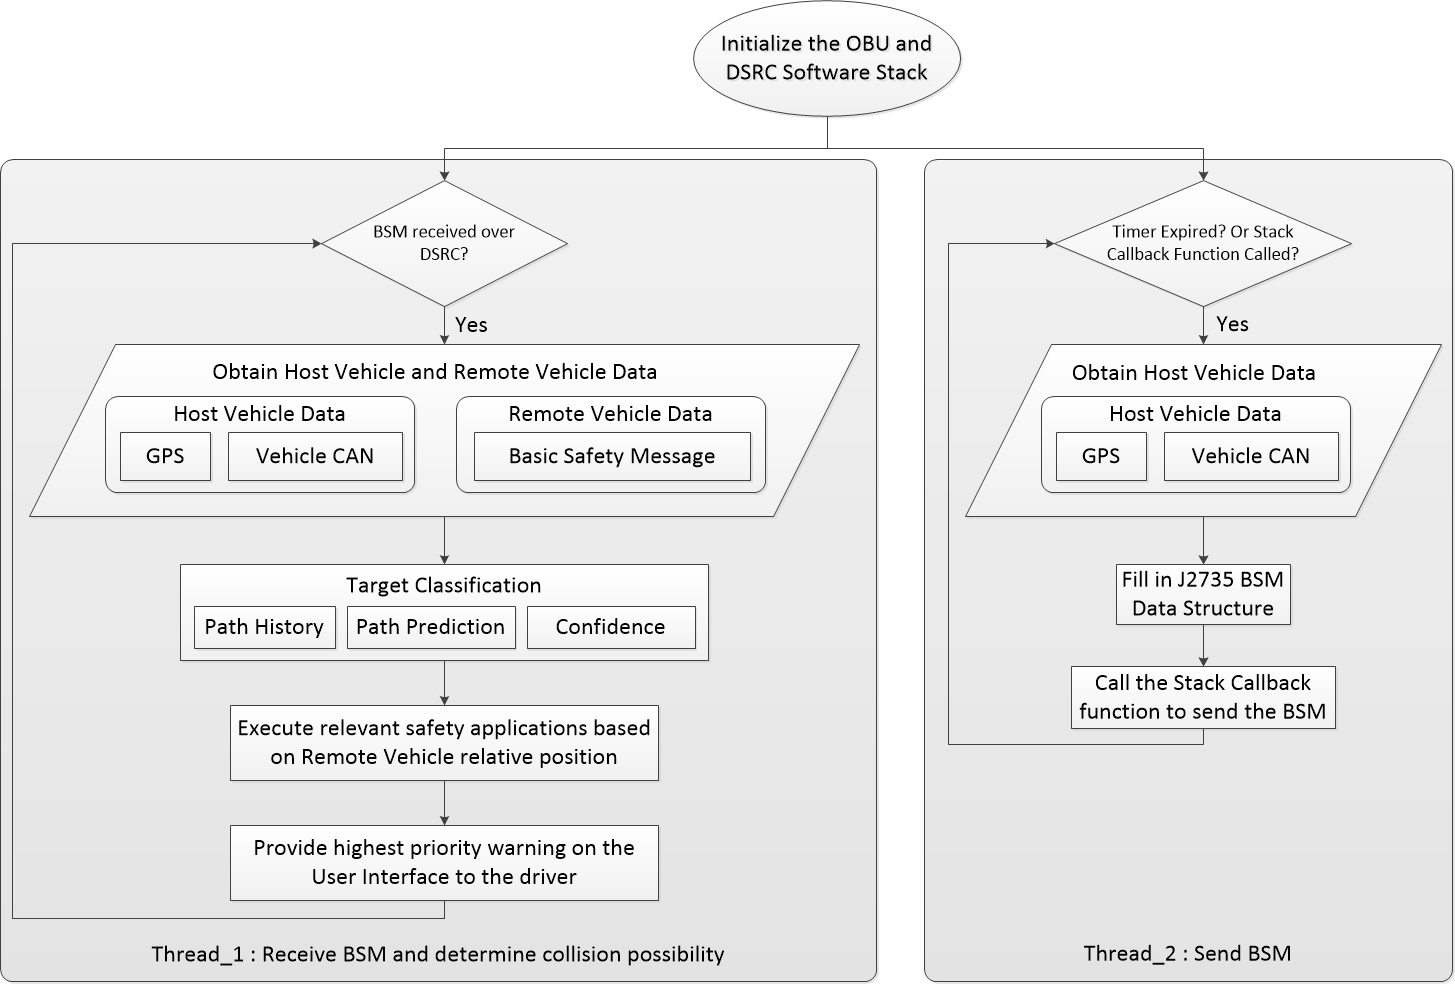 Initialize the OBU and
DSRC Software Stack
BSM received over
DSRC?
Yes
Obtain Host Vehicle and Remote Vehicle Data
Host Vehicle Data
GPS
Vehicle CAN
Remote Vehicle Data
Basic Safety Message
Target Classification
Path History
Path Prediction
Confidence
Execute relevant safety applications based
on Remote Vehicle relative position
Provide highest priority warning on the
User Interface to the driver
Thread_1 : Receive BSM and determine collision possibility
Timer Expired? Or Stack
Callback Function Called?
Yes
Obtain Host Vehicle Data
Host Vehicle Data
GPS
Vehicle CAN
Fill in J2735 BSM
Data Structure
Call the Stack Callback
function to send the BSM
Thread_2 : Send BSM